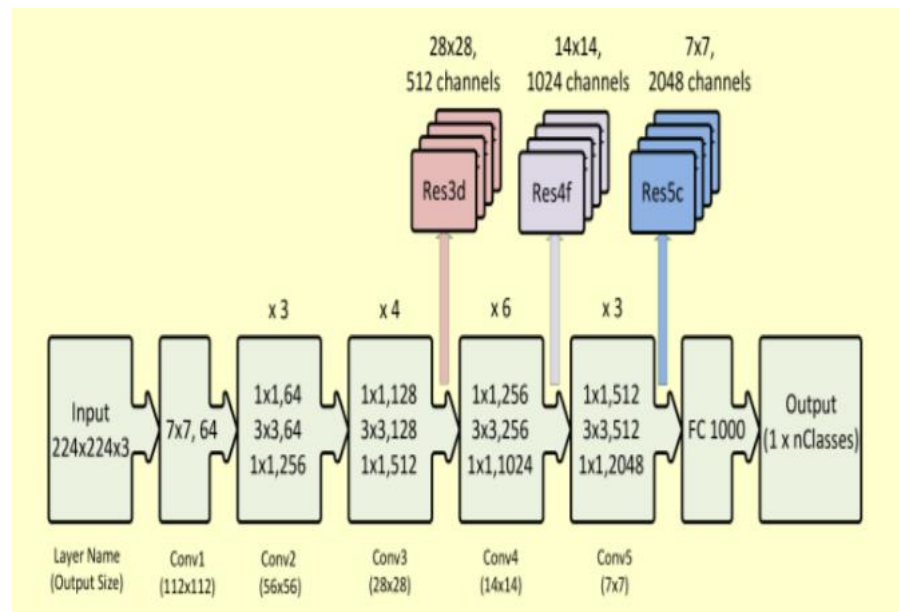 28x28,
512 channels
14x14,
1024 channels
7x7,
2048 channels
Res3d
Res4f
Res5c
x 3
x 4
x 6
x 3
Input
224x224x3
7x7, 64
1x1,64
3x3,64
1x1,256
1x1,128
3x3,128
1x1,512
1x1,256
3x3,256
1x1,1024
1x1,512
3x3,512
1x1,2048
FC 1000
Output
(1 x nClasses)
Layer Name
(Output Size)
Conv1
(112x112)
Conv2
(56x56)
Conv3
(28x28)
Conv4
(14x14)
Conv5
(7x7)